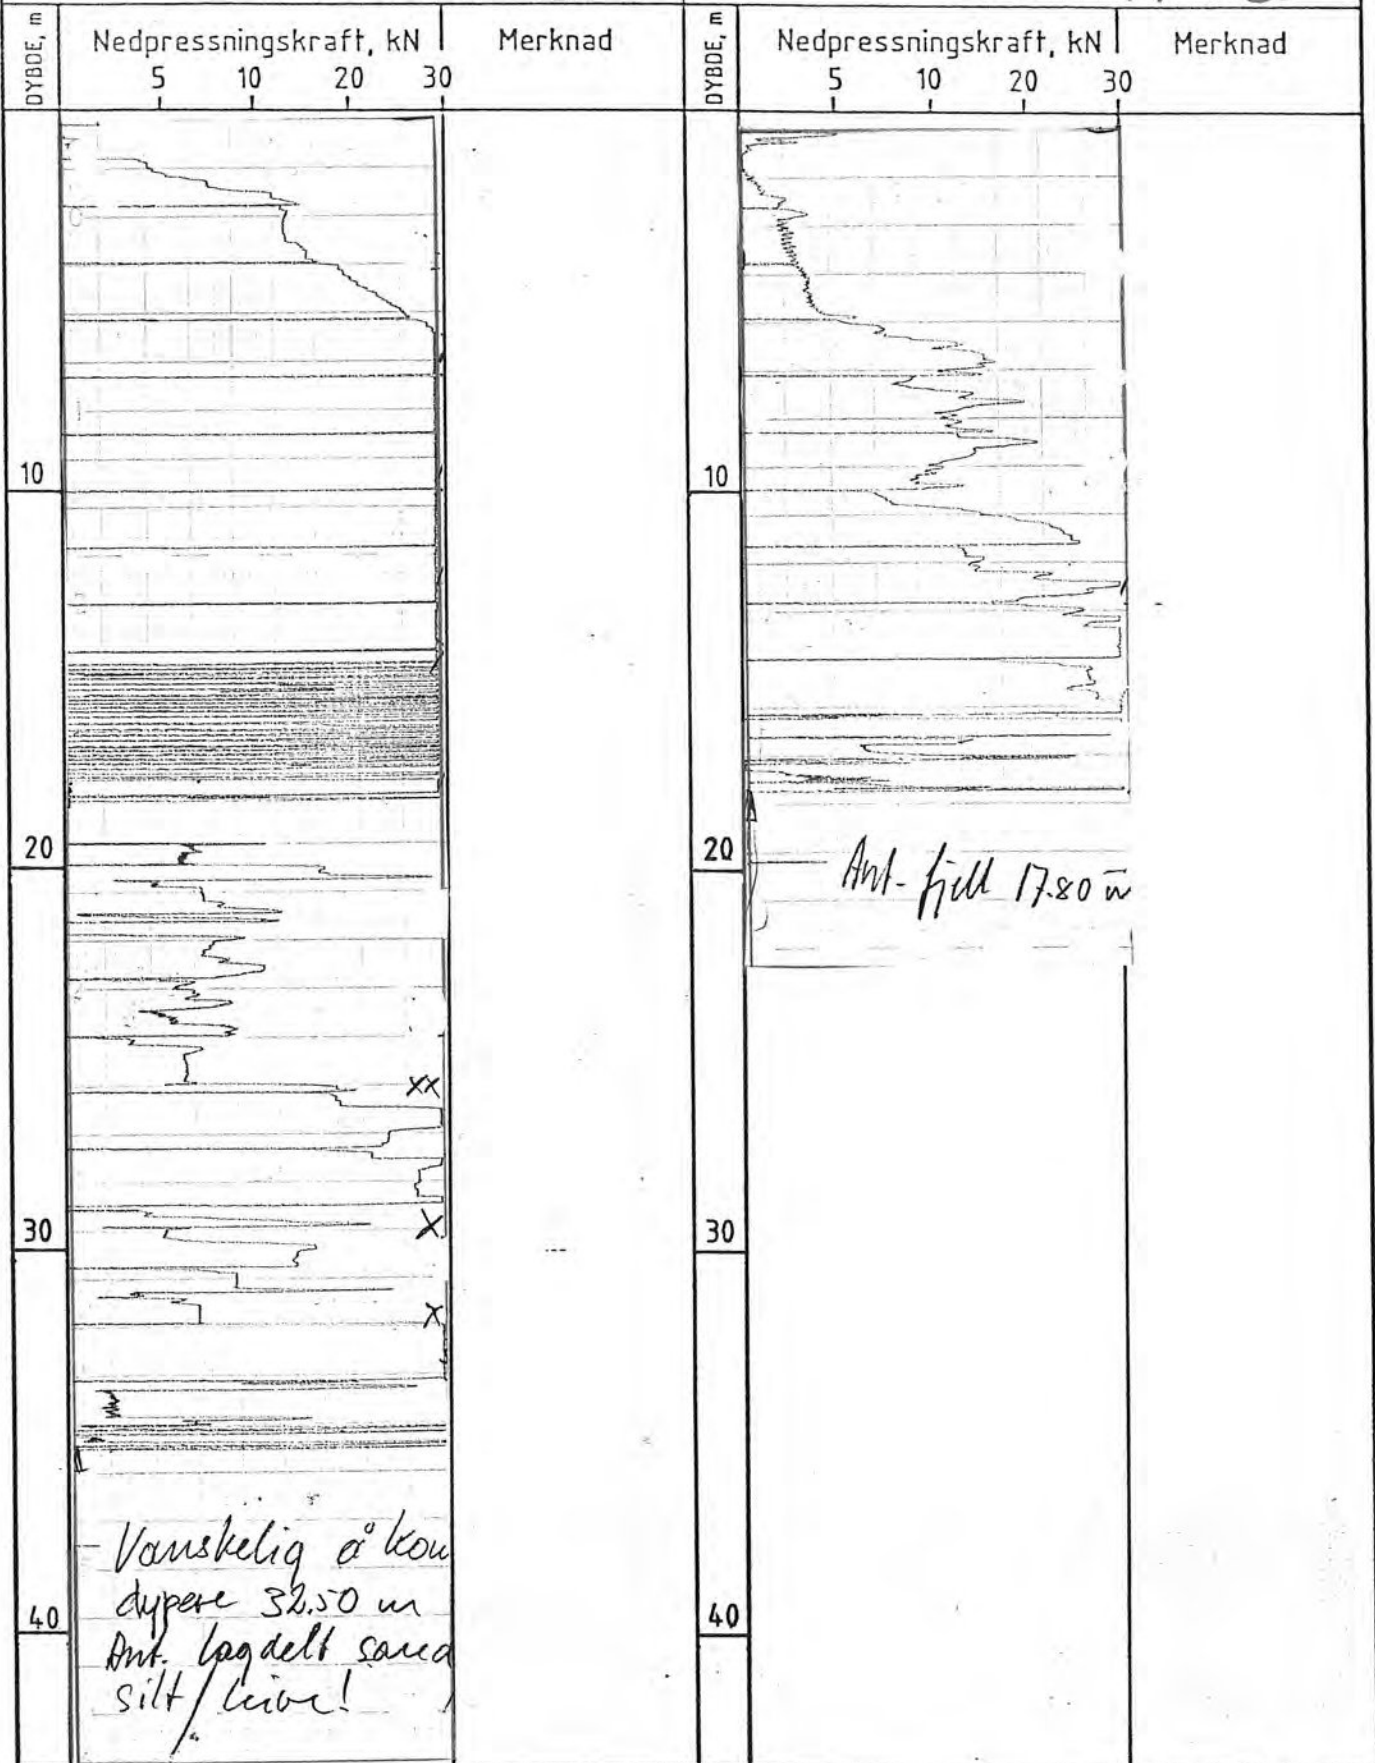 DYBDE, m
Nedpressningskraft, kN
Merknad
5 10 20 30
10
20
XX
30
X
X
Vanskelig å kom
dypere 32.50 m
Ant. lagdelt sand
silt / leire!
40
DYBDE, m
Nedpressningskraft, kN
Merknad
5 10 20 30
10
20
Ant. fjell 17.80 m
30
40